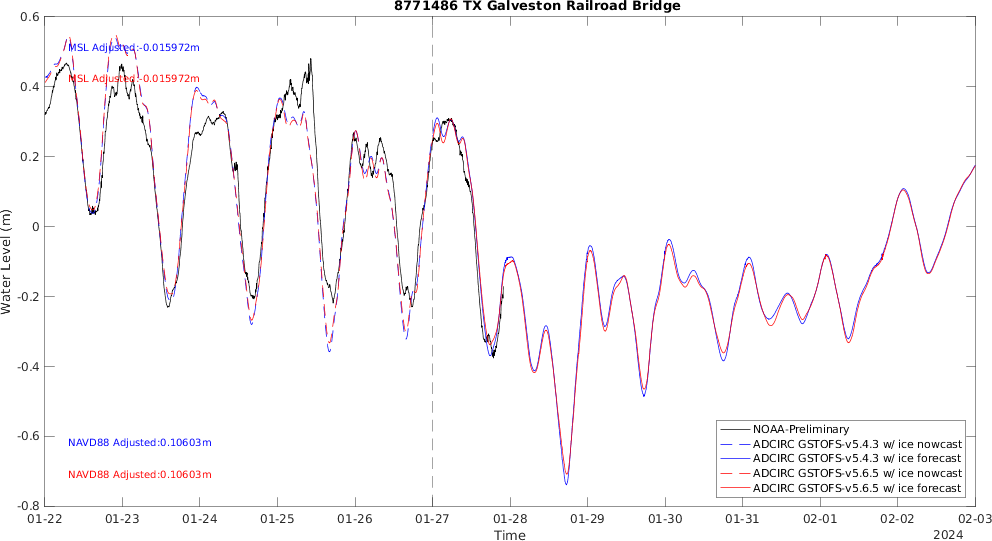 8771486 TX Galveston Railroad Bridge
0.6
MSL Adjusted:-0.015972m
MSL Adjusted:-0.015972m
0.4
0.2
0
Water Level (m)
-0.2
-0.4
NAVD88 Adjusted:0.10603m
-0.6
NAVD88 Adjusted:0.10603m
-0.8
NOAA-Preliminary
ADCIRC GSTOFS-v5.4.3 w/ ice nowcast
ADCIRC GSTOFS-v5.4.3 w/ ice forecast
ADCIRC GSTOFS-v5.6.5 w/ ice nowcast
ADCIRC GSTOFS-v5.6.5 w/ ice forecast
01-22 01-23 01-24 01-25 01-26 01-27 01-28 01-29 01-30 01-31 02-01 02-02 02-03
Time
2024